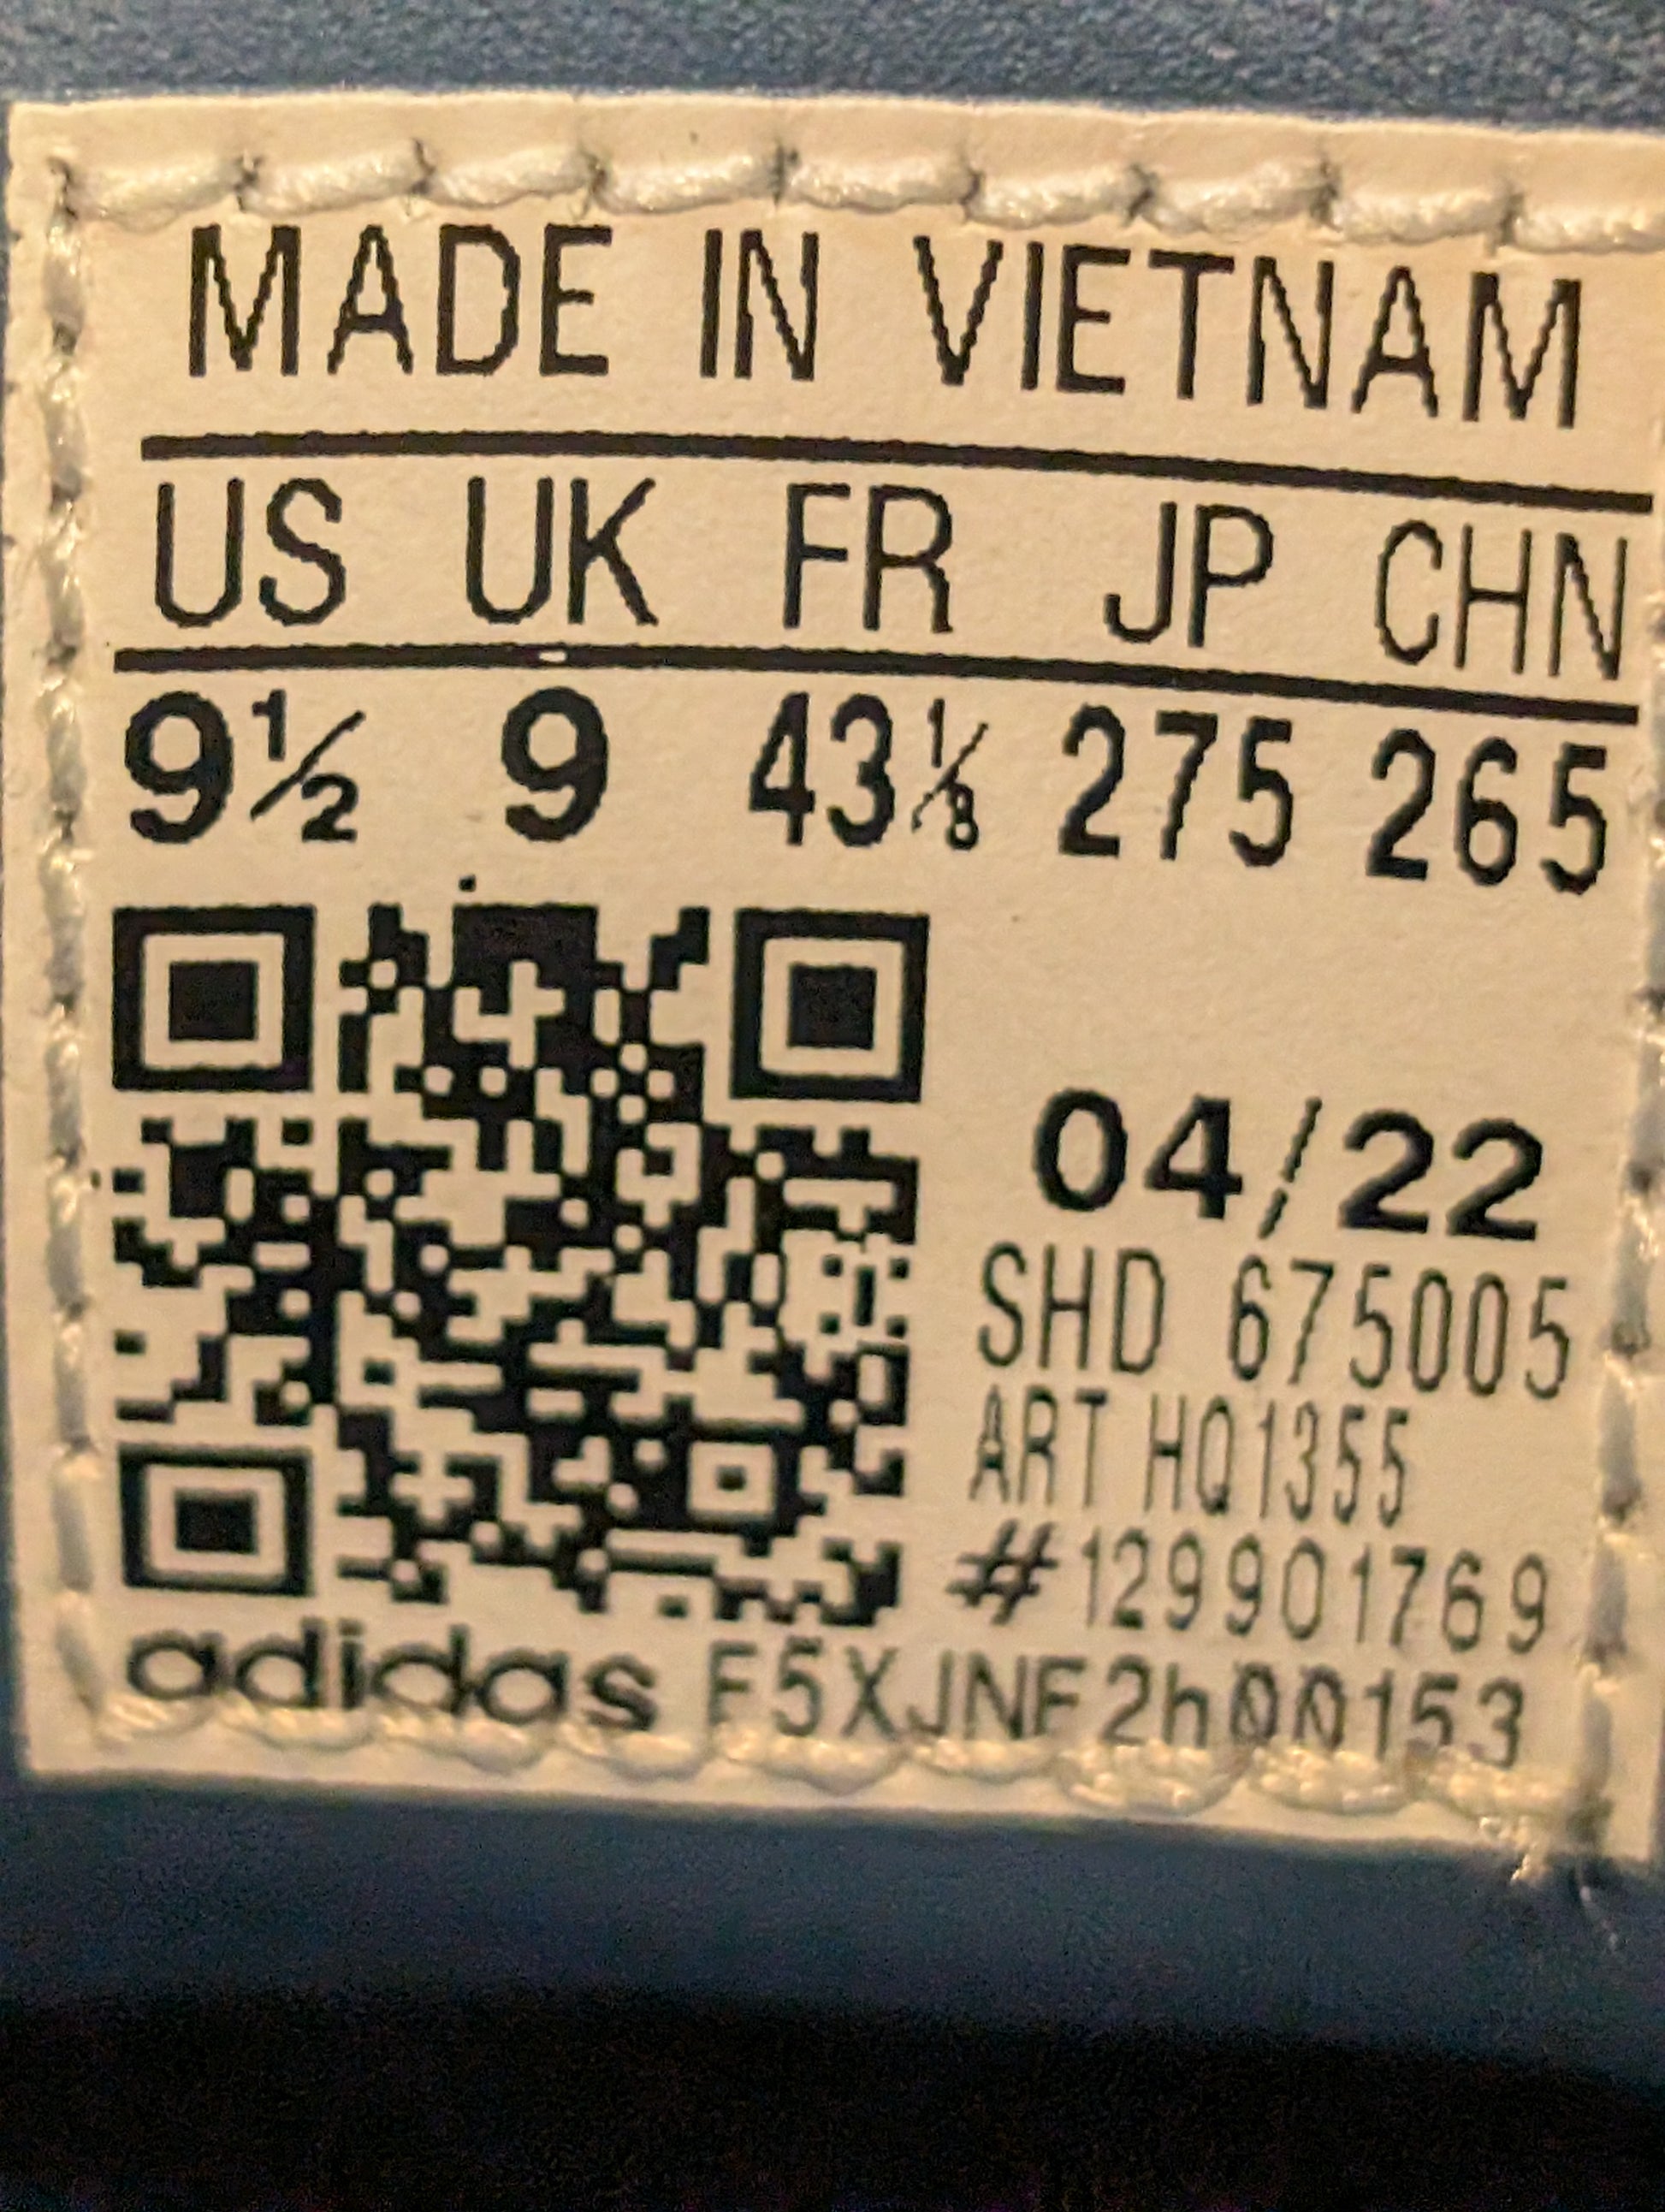 MADE IN VIETNAM
US UK FR JP CHN
9½ 9 43⅓ 275 265
04/22
SHD 675005
ART HQ1355
#129901769
adidas F5XJNF2h00153